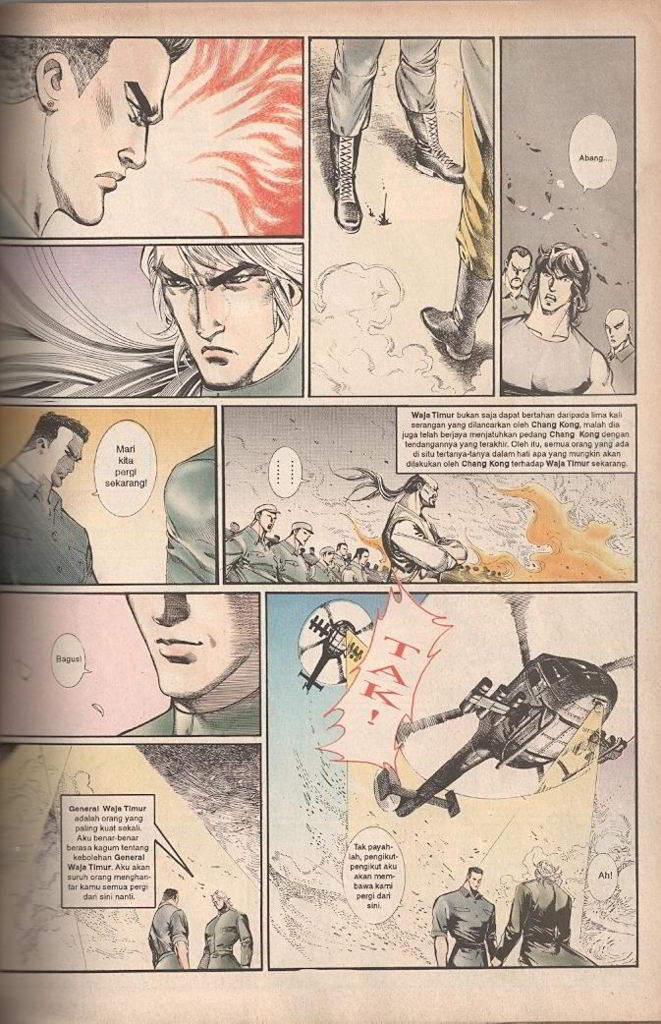 Abang....
Mari
kita
pergi
sekarang!
Waja Timur bukan saja dapat bertahan daripada lima kali
serangan yang dilancarkan oleh Chang Kong, malah dia
juga telah berjaya menjatuhkan pedang Chang Kong dengan
tendangannya yang terakhir. Oleh itu, semua orang yang ada
di situ tertanya-tanya dalam hati apa yang mungkin akan
dilakukan oleh Chang Kong terhadap Waja Timur sekarang.
Bagus!
TAK!
General Waja Timur
adalah orang yang
paling kuat sekali.
Aku benar-benar
berasa kagum tentang
kebolehan General
Waja Timur. Aku akan
suruh orang menghan-
tar kamu semua pergi
dari sini nanti.
Tak payah-
lah, pengikut-
pengikut aku
akan mem-
bawa kami
pergi dari
sini.
Ah!